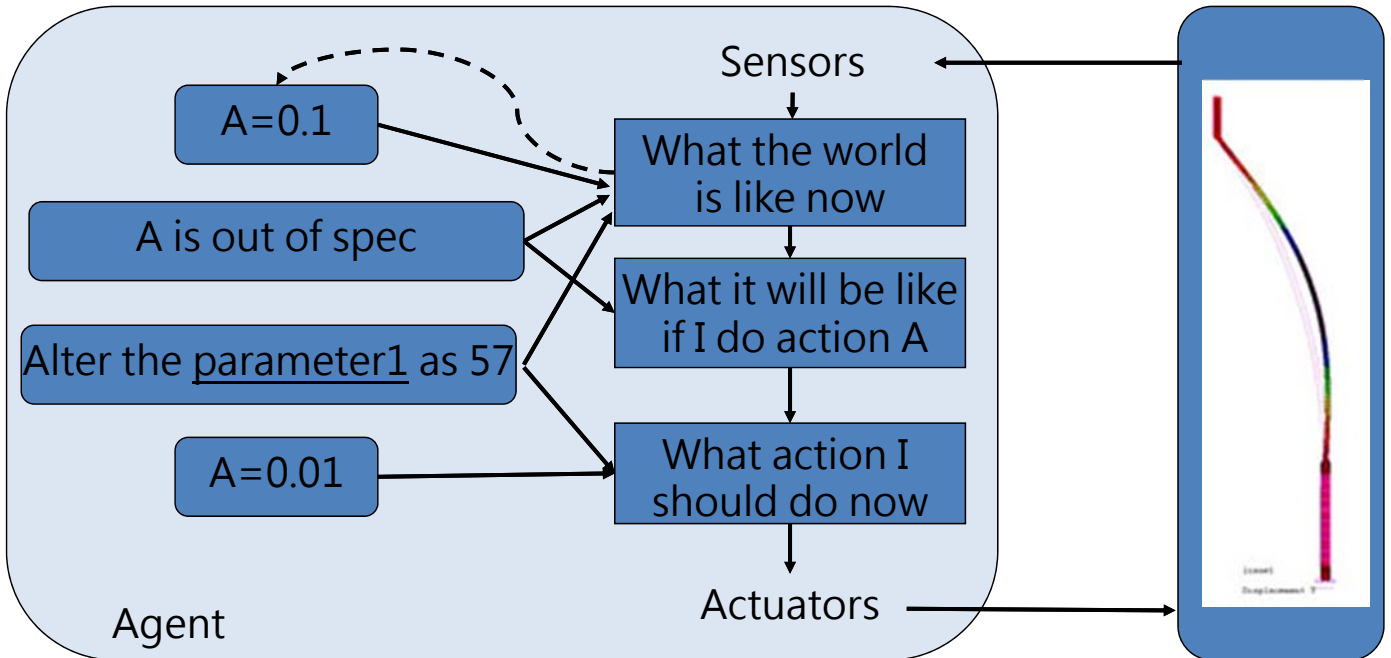 Sensors
A=0.1
What the world
is like now
A is out of spec
What it will be like
if I do action A
Alter the parameter1 as 57
What action I
should do now
A=0.01
Actuators
Agent
Displacement